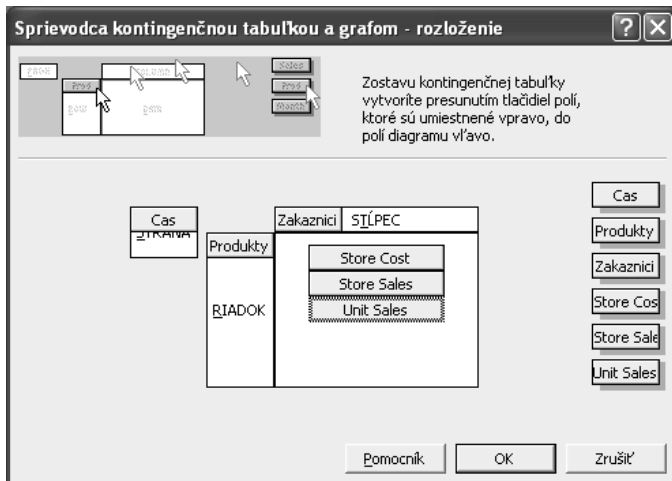 Sprievodca kontingenčnou tabuľkou a grafom - rozloženie
Zostavu kontingenčnej tabuľky
vytvoríte presunutím tlačidiel polí,
ktoré sú umiestnené vpravo, do
polí diagramu vľavo.
Cas
STRANA
Zakaznici STĹPEC
Produkty
RIADOK
Store Cost
Store Sales
Unit Sales
Cas
Produkty
Zakaznici
Store Cos
Store Sale
Unit Sales
Pomocník OK Zrušiť